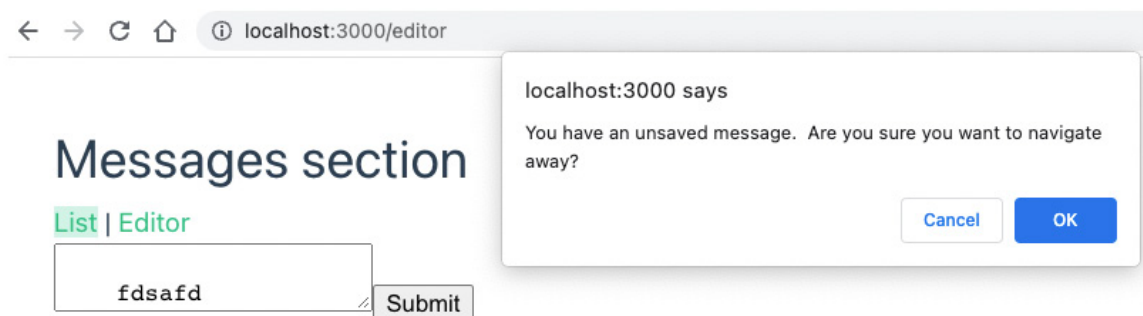 localhost:3000/editor
localhost:3000 says
You have an unsaved message.  Are you sure you want to navigate
away?
Cancel OK
Messages section
List | Editor
fdsafd
Submit